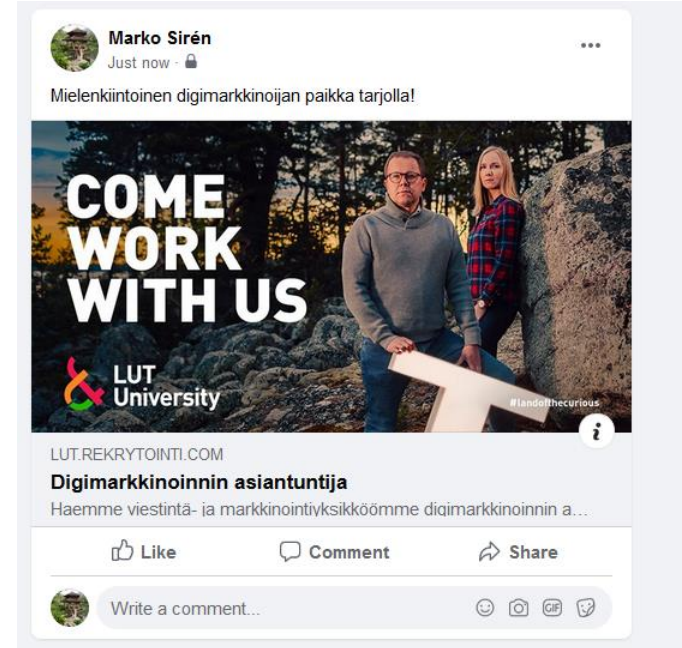 Marko Sirén
Just now ·
Mielenkiintoinen digimarkkinoijan paikka tarjolla!
COME
WORK
WITH US
LUT
University
#landofthecurious
LUT.REKRYTOINTI.COM
Digimarkkinoinnin asiantuntija
Haemme viestintä- ja markkinointiyksikköömme digimarkkinoinnin a...
Like Comment Share
Write a comment...
GIF